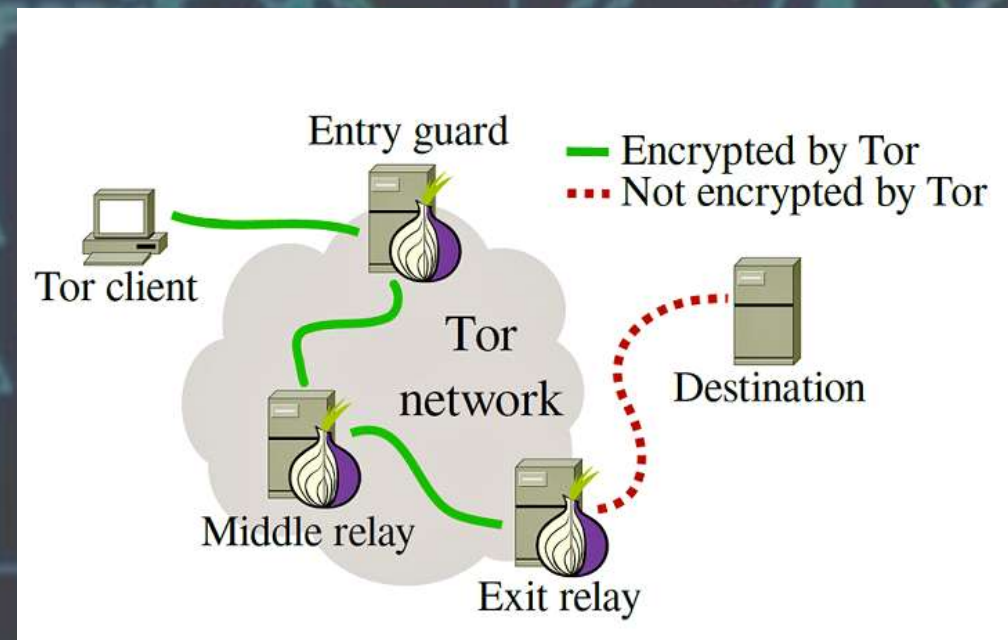 Entry guard
Encrypted by Tor
Not encrypted by Tor
Tor client
Tor
network
Destination
Middle relay
Exit relay